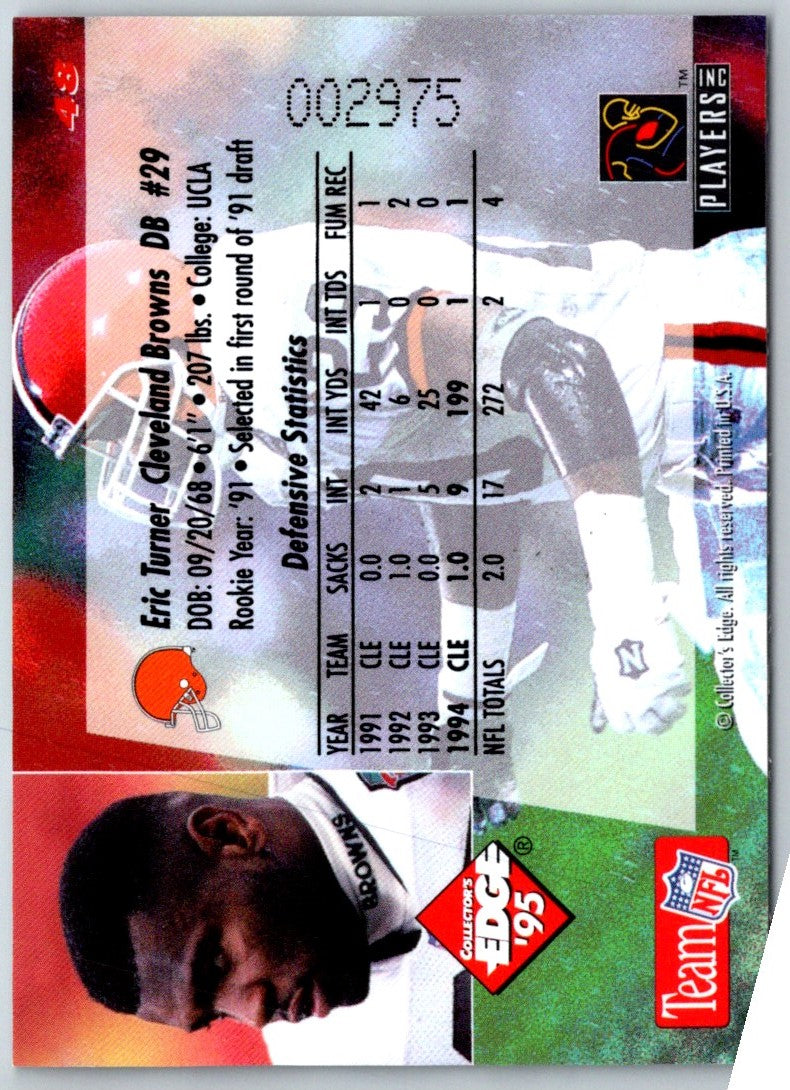 48
002975
Eric Turner Cleveland Browns DB #29
DOB: 09/20/68 • 6'1" • 207 lbs. • College: UCLA
Rookie Year: '91 • Selected in first round of '91 draft
Defensive Statistics
YEAR TEAM SACKS INT INT YDS INT TDS FUM REC
1991 CLE 0.0 2 42 1 1
1992 CLE 1.0 1 6 0 2
1993 CLE 0.0 5 25 0 0
1994 CLE 1.0 9 199 1 1
NFL TOTALS 2.0 17 272 2 4
BROWNS
COLLECTOR'S
EDGE ®
'95
TM
PLAYERS INC
Team NFL TM
© Collector's Edge. All rights reserved. Printed in U.S.A.